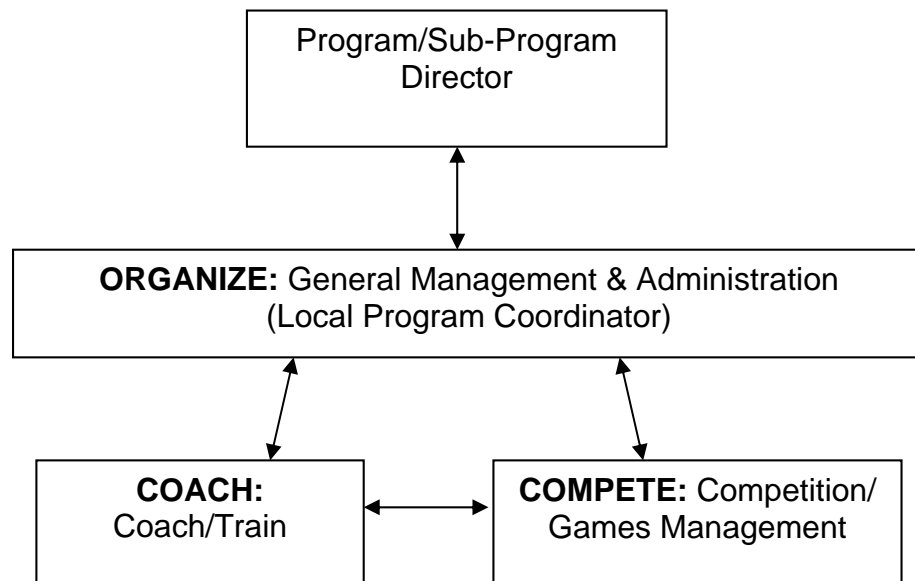 Program/Sub-Program
Director
ORGANIZE: General Management & Administration
(Local Program Coordinator)
COACH:
Coach/Train
COMPETE: Competition/
Games Management